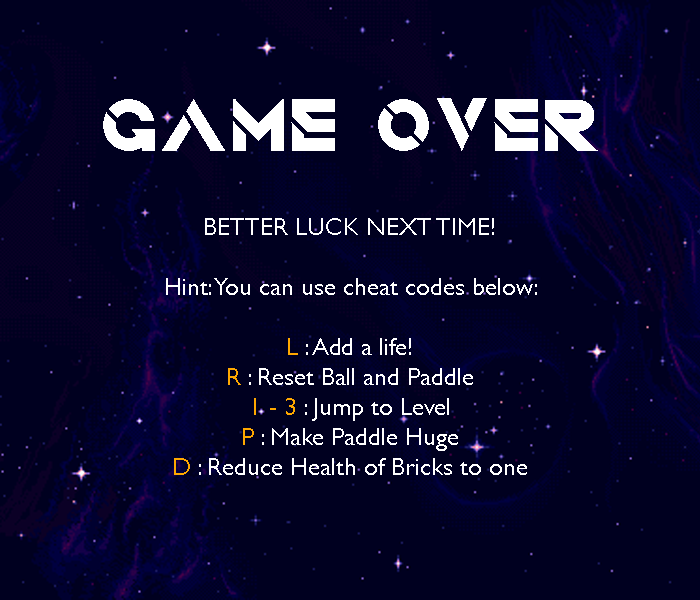 GAME OVER
BETTER LUCK NEXT TIME!
Hint: You can use cheat codes below:
L : Add a life!
R : Reset Ball and Paddle
1 - 3 : Jump to Level
P : Make Paddle Huge
D : Reduce Health of Bricks to one